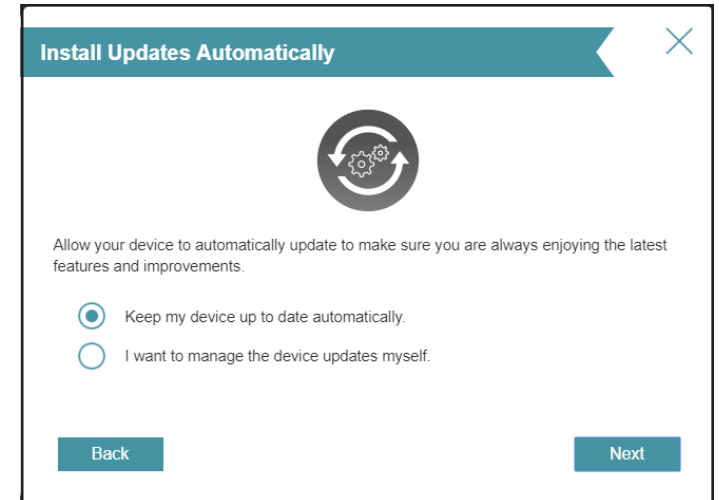 Install Updates Automatically
Allow your device to automatically update to make sure you are always enjoying the latest
features and improvements.
Keep my device up to date automatically.
I want to manage the device updates myself.
Back
Next